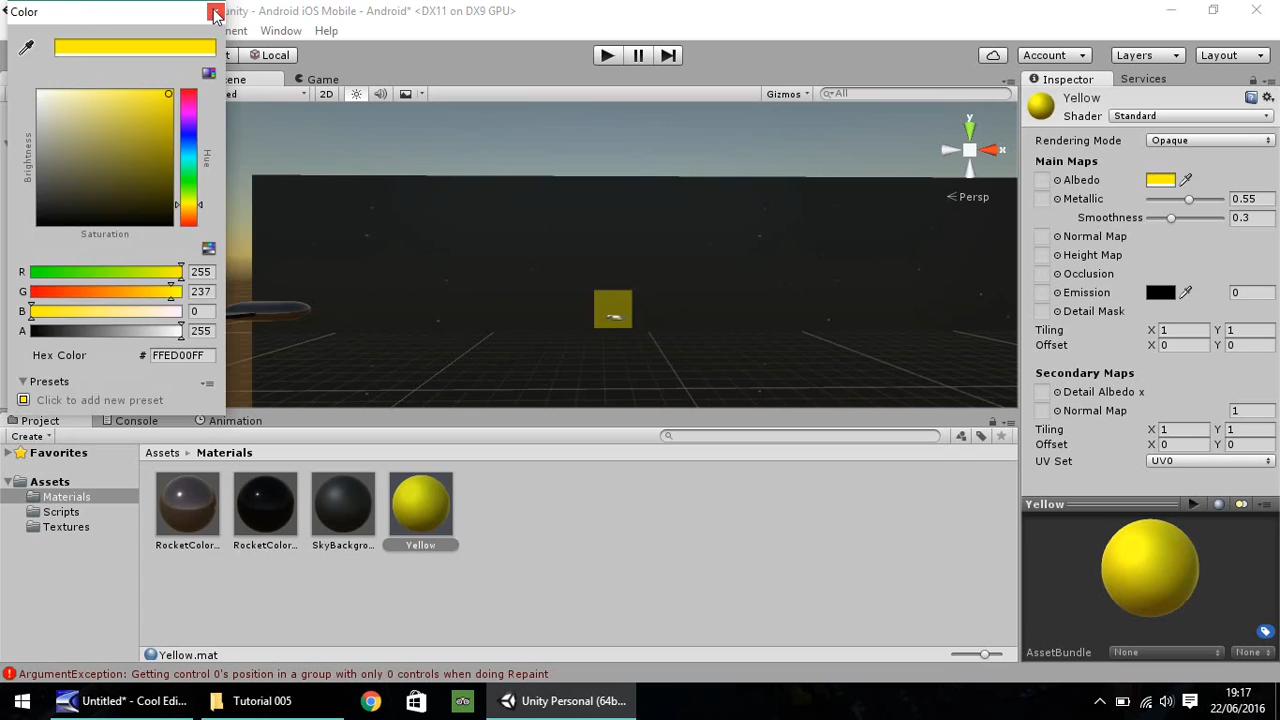 Color
unity - Android iOS Mobile - Android* <DX11 on DX9 GPU>
Window Help
Local
Account
Layers
Layout
Game
2D
Gizmos
All
y
x
Persp
Brightness
Hue
Saturation
R 255
G 237
B 0
A 255
Hex Color # FFED00FF
Presets
Click to add new preset
Inspector Services
Yellow
Shader Standard
Rendering Mode Opaque
Main Maps
Albedo
Metallic 0.55
Smoothness 0.3
Normal Map
Height Map
Occlusion
Emission 0
Detail Mask
Tiling X 1 Y 1
Offset X 0 Y 0
Secondary Maps
Detail Albedo x
Normal Map 1
Tiling X 1 Y 1
Offset X 0 Y 0
UV Set UV0
Project Console Animation
Create
Favorites
Assets
Materials
Scripts
Textures
Assets Materials
RocketColor...
RocketColor...
SkyBackgro...
Yellow
Yellow.mat
Yellow
AssetBundle None None
ArgumentException: Getting control 0's position in a group with only 0 controls when doing Repaint
Untitled* - Cool Edi...
Tutorial 005
Unity Personal (64b...
19:17
22/06/2016